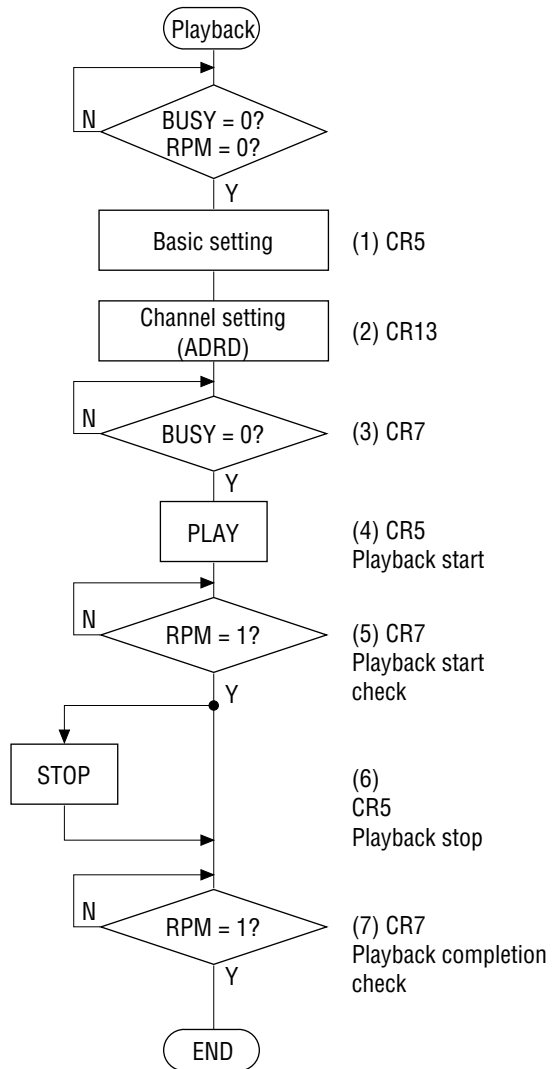 Playback
N
BUSY = 0?
RPM = 0?
Y
Basic setting
(1) CR5
Channel setting
(ADRD)
(2) CR13
N
BUSY = 0?
(3) CR7
Y
PLAY
(4) CR5
Playback start
N
RPM = 1?
(5) CR7
Playback start
check
Y
STOP
(6)
CR5
Playback stop
N
RPM = 1?
(7) CR7
Playback completion
check
Y
END